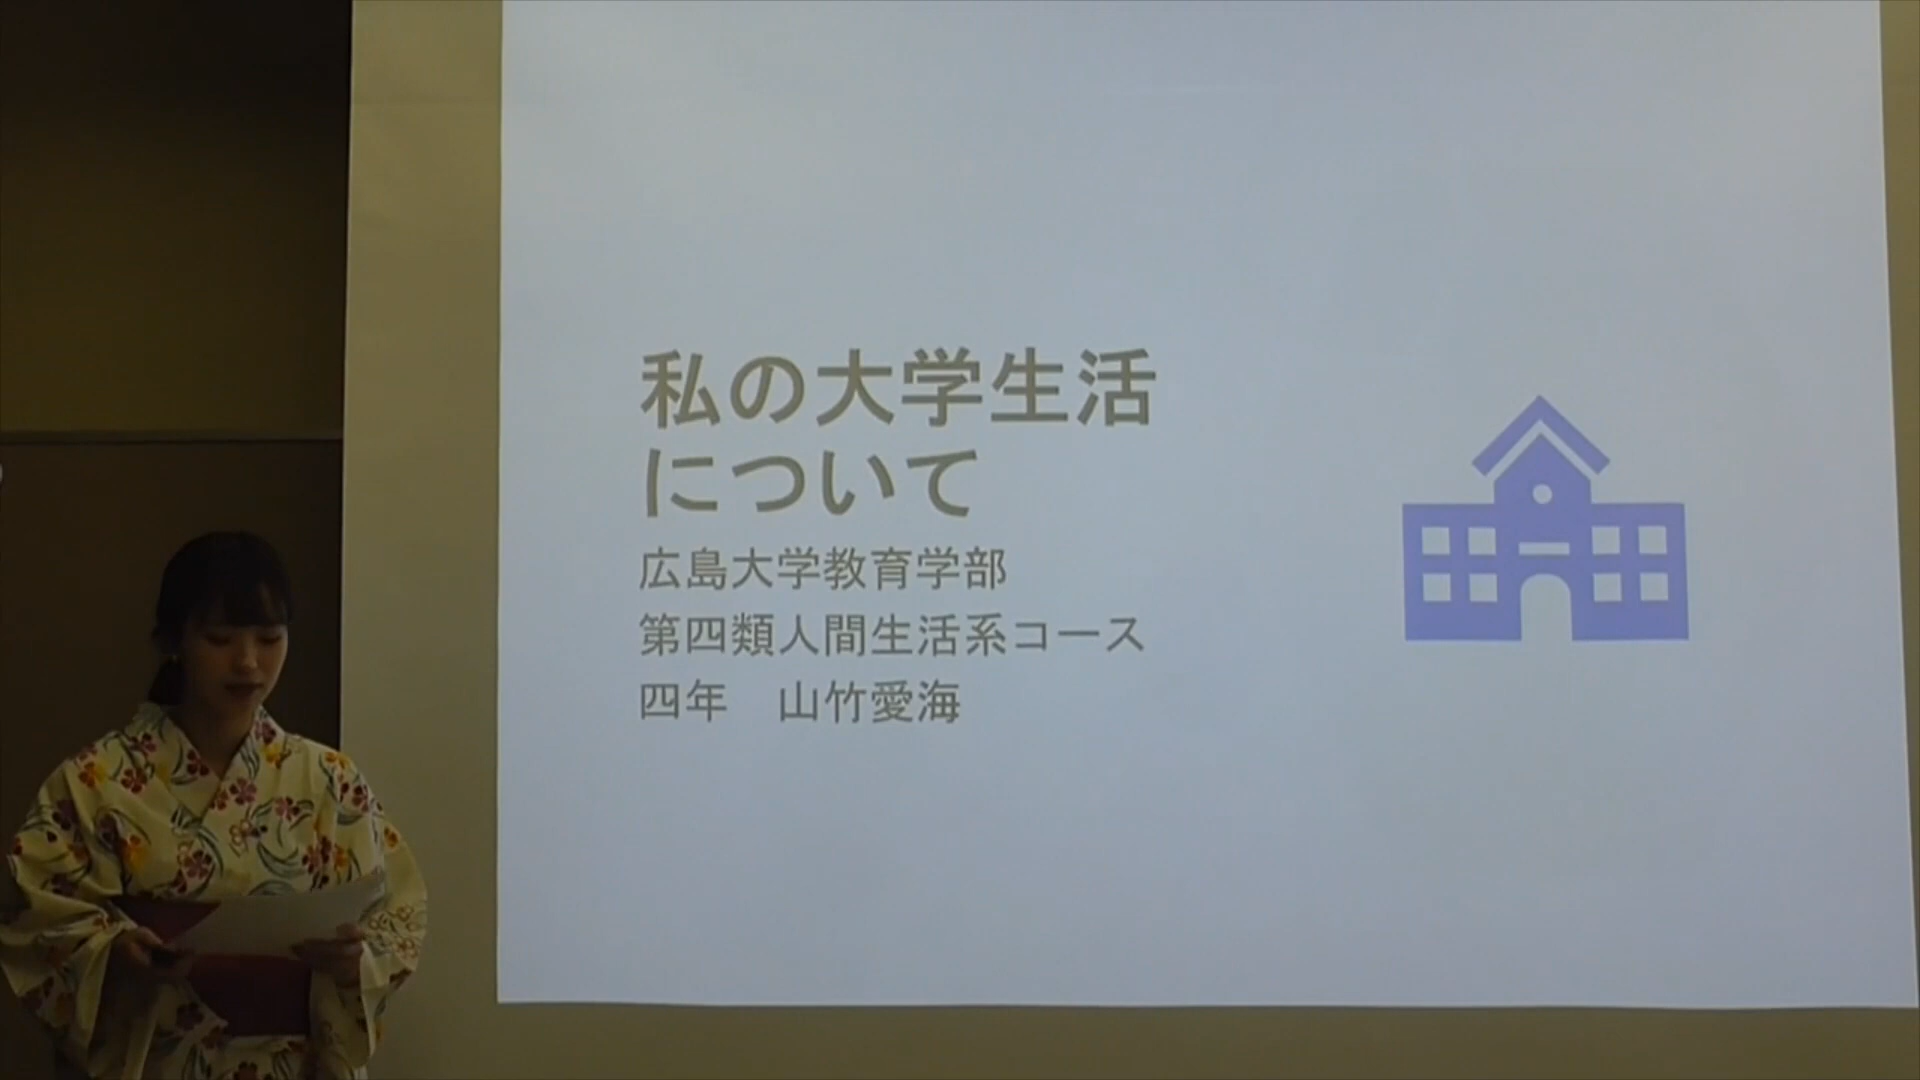 私の大学生活
について
広島大学教育学部
第四類人間生活系コース
四年　山竹愛海